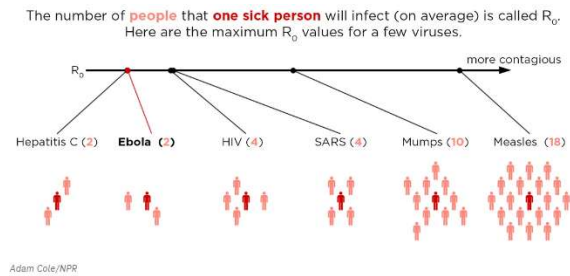 The number of people that one sick person will infect (on average) is called R₀.
Here are the maximum R₀ values for a few viruses.
more contagious
R₀
Hepatitis C (2) Ebola (2) HIV (4) SARS (4) Mumps (10) Measles (18)
Adam Cole/NPR